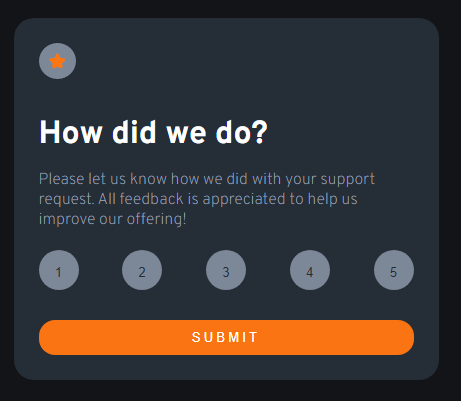 How did we do?
Please let us know how we did with your support
request. All feedback is appreciated to help us
improve our offering!
1 2 3 4 5
SUBMIT